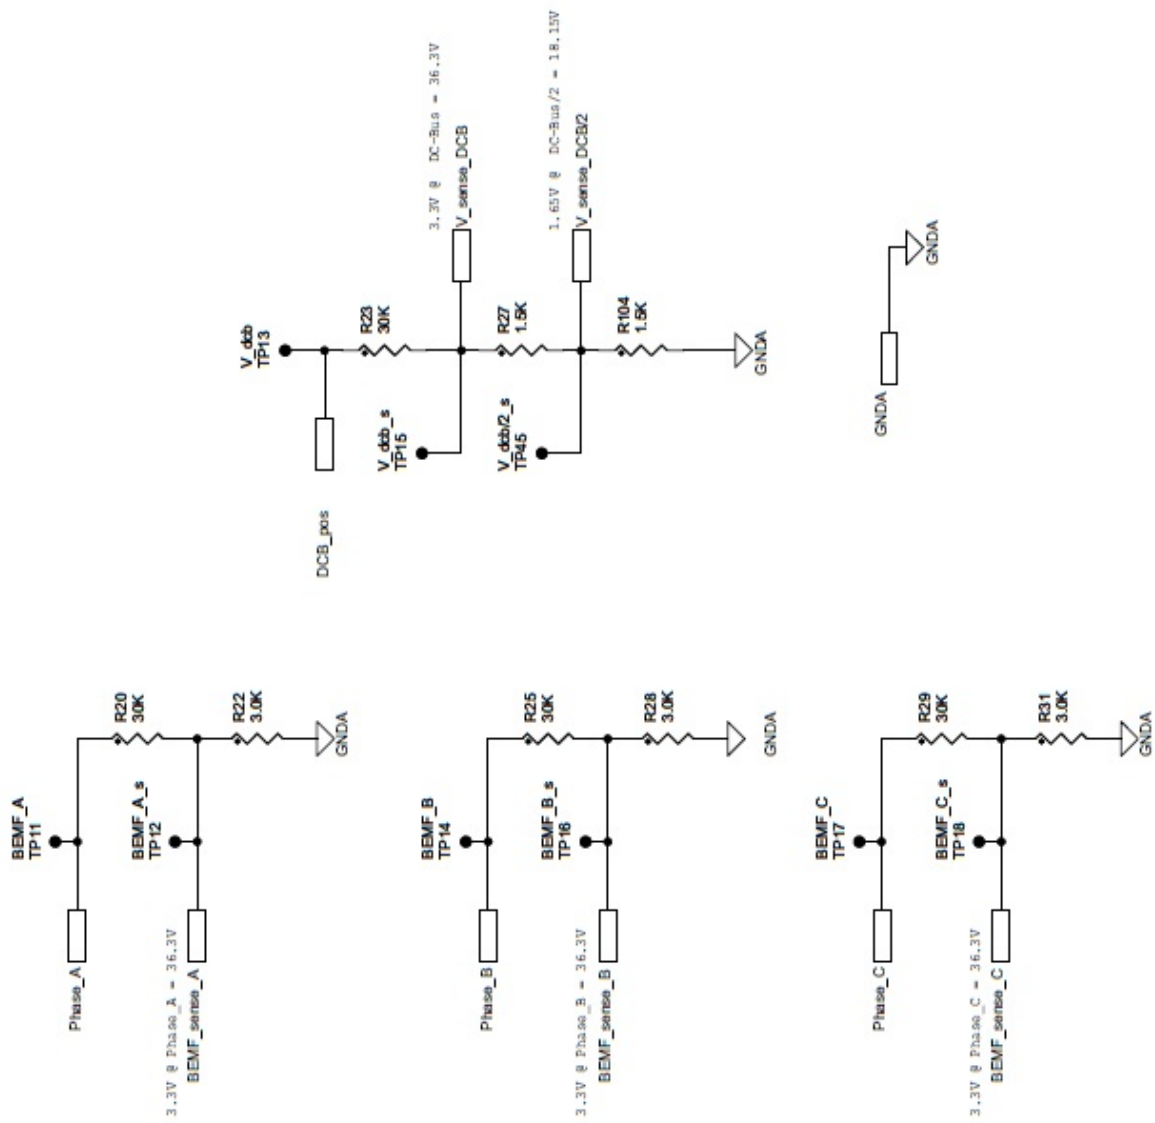 BEMF_A
TP11
Phase_A
R20
30K
BEMF_A_s
TP12
3.3V @ Phase_A = 36.3V
BEMF_sense_A
R22
3.0K
GNDA
BEMF_B
TP14
Phase_B
R25
30K
BEMF_B_s
TP16
3.3V @ Phase_B = 36.3V
BEMF_sense_B
R28
3.0K
GNDA
BEMF_C
TP17
Phase_C
R29
30K
BEMF_C_s
TP18
3.3V @ Phase_C = 36.3V
BEMF_sense_C
R31
3.0K
GNDA
V_dcb
TP13
DCB_pos
R23
30K
V_dcb_s
TP15
3.3V @ DC-Bus = 36.3V
V_sense_DCB
R27
1.5K
V_dcb/2_s
TP45
1.65V @ DC-Bus/2 = 18.15V
V_sense_DCB/2
R104
1.5K
GNDA
GNDA
GNDA